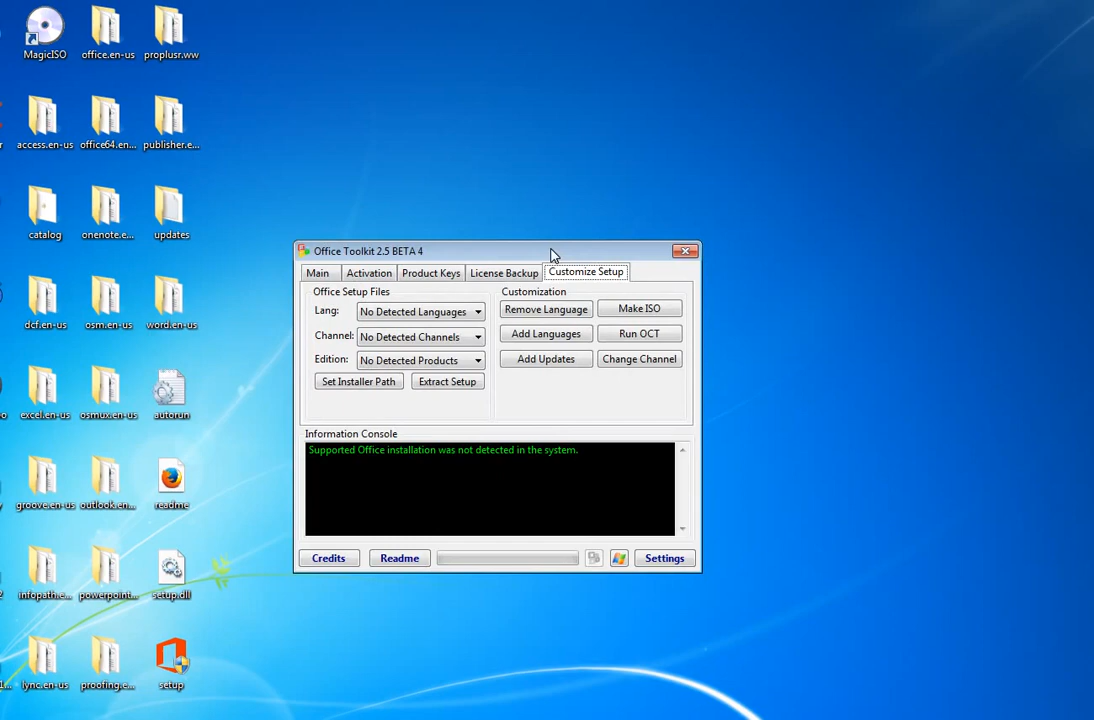 MagicISO
office.en-us
proplusr.ww
access.en-us
office64.en...
publisher.e...
catalog
onenote.e...
updates
dcf.en-us
osm.en-us
word.en-us
excel.en-us
osmux.en-us
autorun
groove.en-us
outlook.en...
readme
infopath.e...
powerpoint...
setup.dll
lync.en-us
proofing.e...
setup
Office Toolkit 2.5 BETA 4
Main
Activation
Product Keys
License Backup
Customize Setup
Office Setup Files
Lang:
No Detected Languages
Channel:
No Detected Channels
Edition:
No Detected Products
Set Installer Path
Extract Setup
Customization
Remove Language
Make ISO
Add Languages
Run OCT
Add Updates
Change Channel
Information Console
Supported Office installation was not detected in the system.
Credits
Readme
Settings